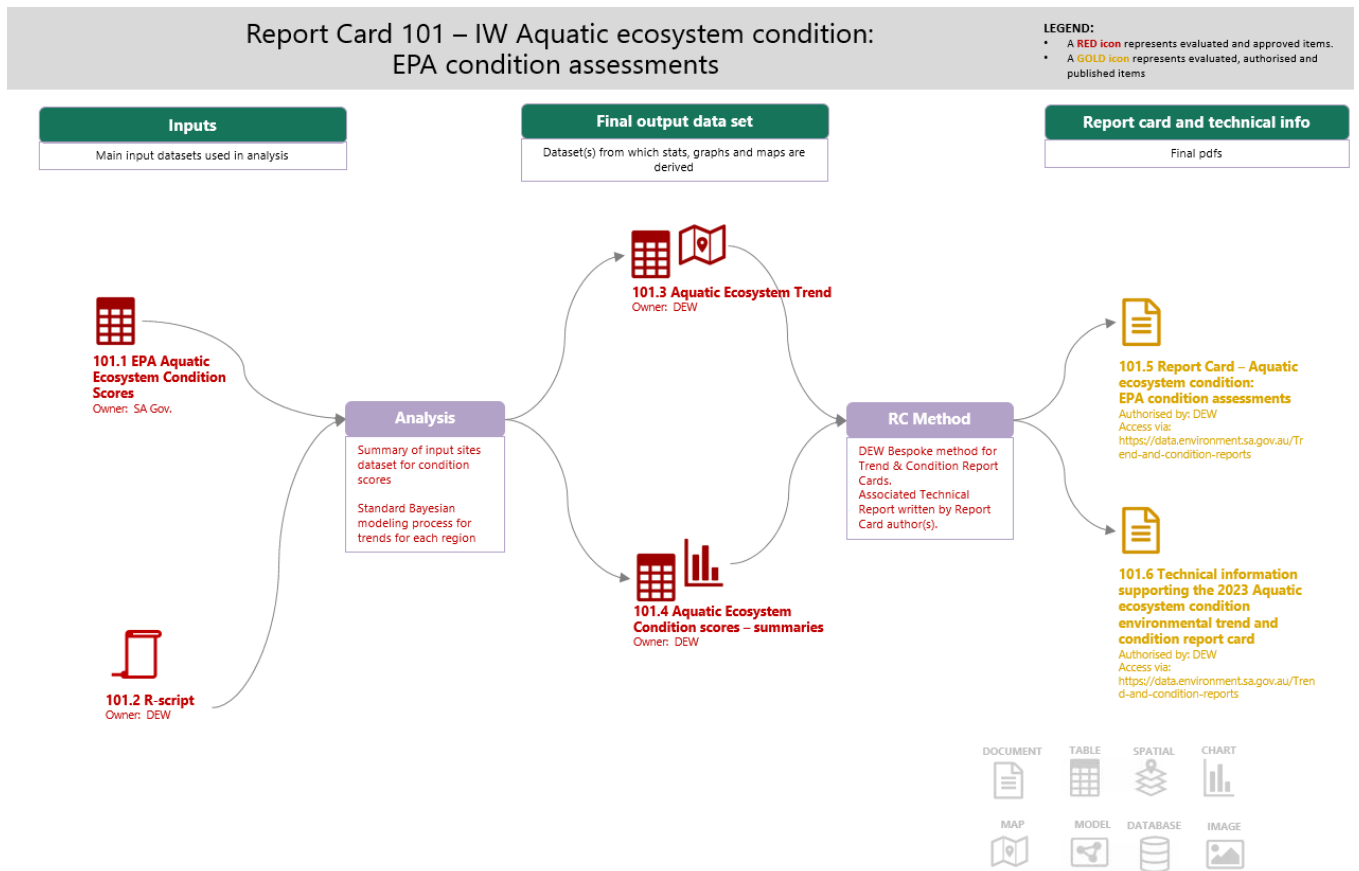 Report Card 101 – IW Aquatic ecosystem condition:
EPA condition assessments
LEGEND:
• A RED icon represents evaluated and approved items.
• A GOLD icon represents evaluated, authorised and
published items
Inputs
Main input datasets used in analysis
Final output data set
Dataset(s) from which stats, graphs and maps are
derived
Report card and technical info
Final pdfs
101.1 EPA Aquatic
Ecosystem Condition
Scores
Owner: SA Gov.
101.2 R-script
Owner: DEW
Analysis
Summary of input sites
dataset for condition
scores
Standard Bayesian
modeling process for
trends for each region
101.3 Aquatic Ecosystem Trend
Owner: DEW
101.4 Aquatic Ecosystem
Condition scores – summaries
Owner: DEW
RC Method
DEW Bespoke method for
Trend & Condition Report
Cards.
Associated Technical
Report written by Report
Card author(s).
101.5 Report Card – Aquatic
ecosystem condition:
EPA condition assessments
Authorised by: DEW
Access via:
https://data.environment.sa.gov.au/Tr
end-and-condition-reports
101.6 Technical information
supporting the 2023 Aquatic
ecosystem condition
environmental trend and
condition report card
Authorised by: DEW
Access via:
https://data.environment.sa.gov.au/Tren
d-and-condition-reports
DOCUMENT TABLE SPATIAL CHART
MAP MODEL DATABASE IMAGE